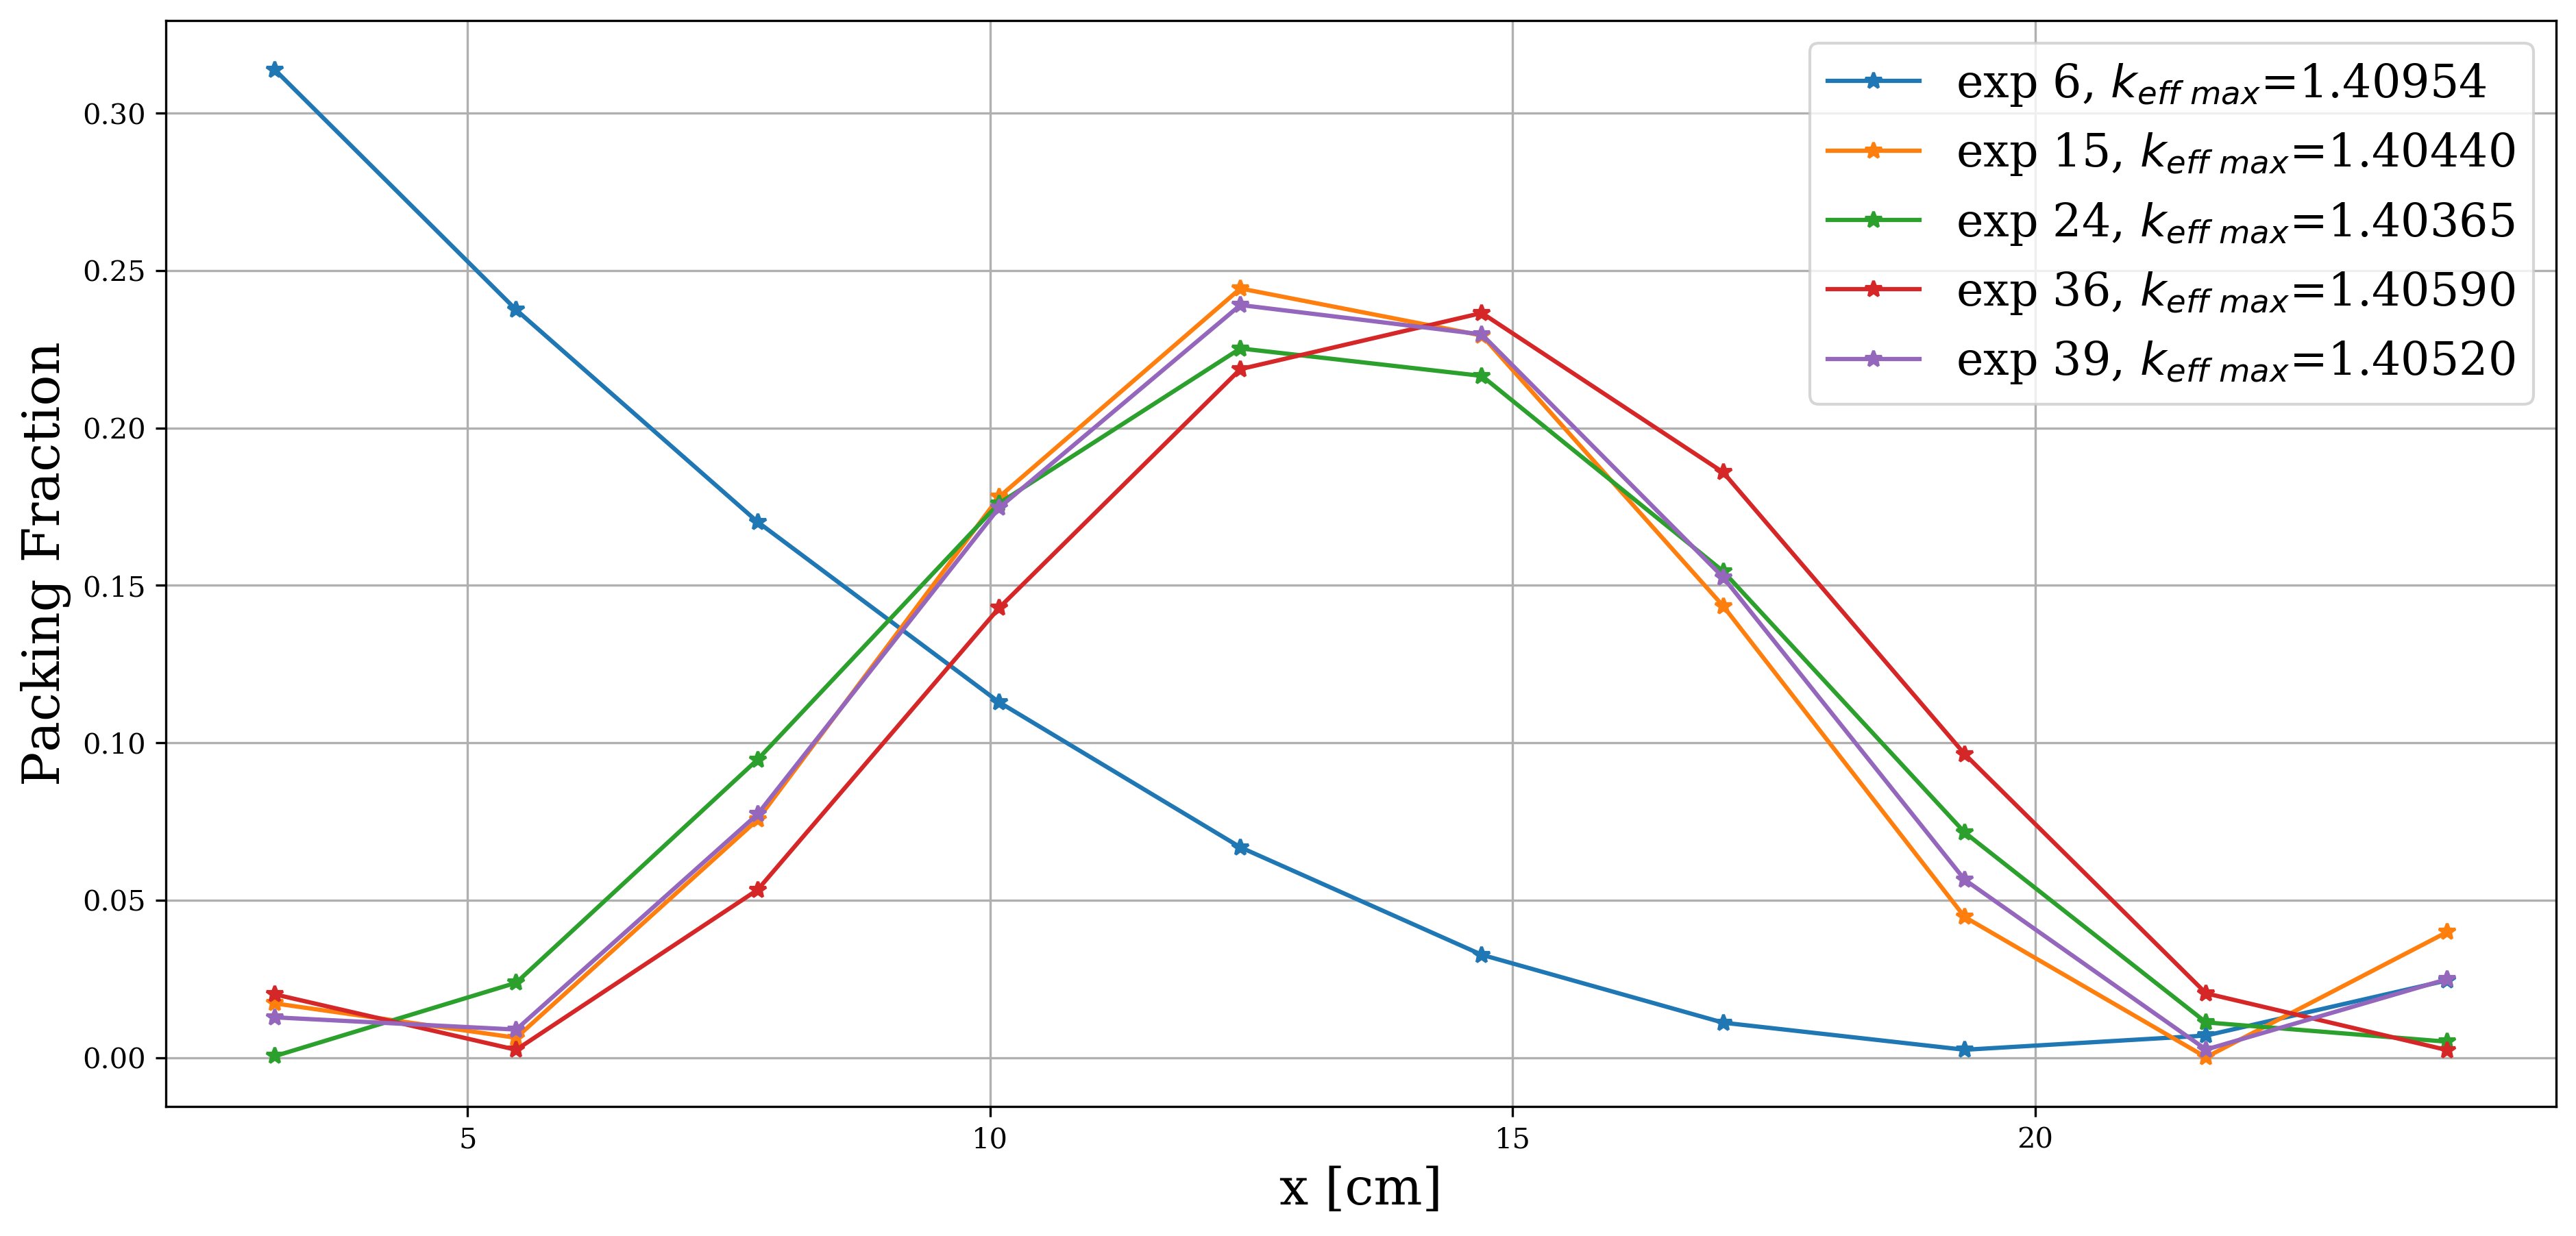 0.30
0.25
0.20
0.15
0.10
0.05
0.00
Packing Fraction
5 10 15 20
x [cm]
exp 6, k_eff max=1.40954
exp 15, k_eff max=1.40440
exp 24, k_eff max=1.40365
exp 36, k_eff max=1.40590
exp 39, k_eff max=1.40520